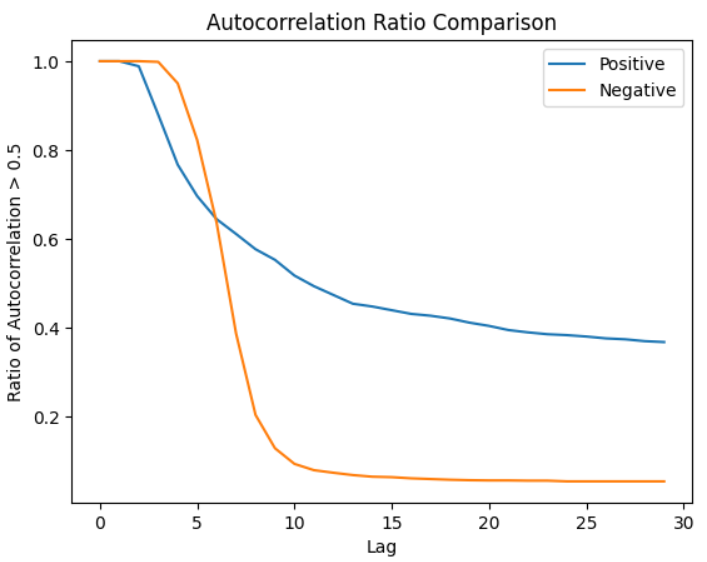 Autocorrelation Ratio Comparison
Positive
Negative
Ratio of Autocorrelation > 0.5
1.0
0.8
0.6
0.4
0.2
0 5 10 15 20 25 30
Lag